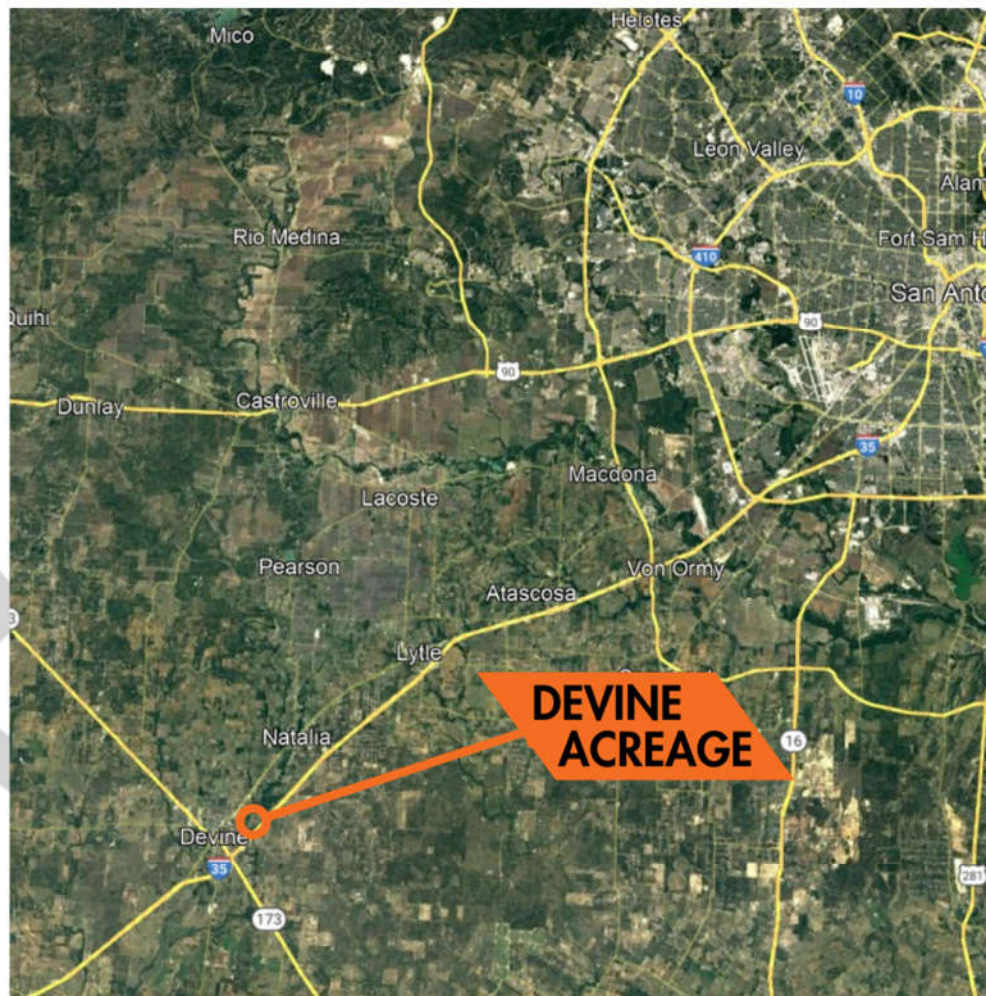 Mico
Helotes
10
Leon Valley
Alam
Rio Medina
Fort Sam H
410
San Anto
Quihi
90
90
Dunlay
Castroville
35
Macdona
Lacoste
Pearson
Von Ormy
Atascosa
3
Lytle
DEVINE
ACREAGE
Natalia
16
Devine
35
281
173